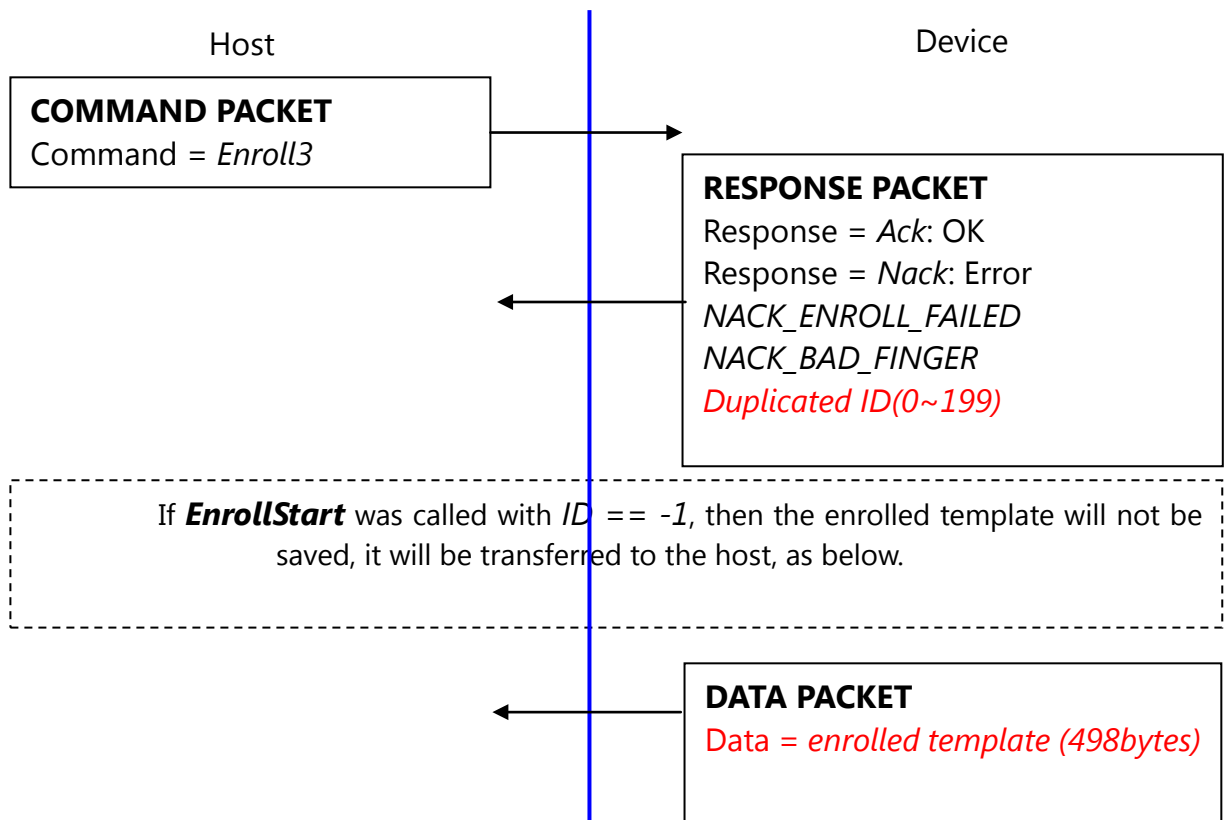 Host
Device
COMMAND PACKET
Command = Enroll3
RESPONSE PACKET
Response = Ack: OK
Response = Nack: Error
NACK_ENROLL_FAILED
NACK_BAD_FINGER
Duplicated ID(0~199)
If EnrollStart was called with ID == -1, then the enrolled template will not be
saved, it will be transferred to the host, as below.
DATA PACKET
Data = enrolled template (498bytes)